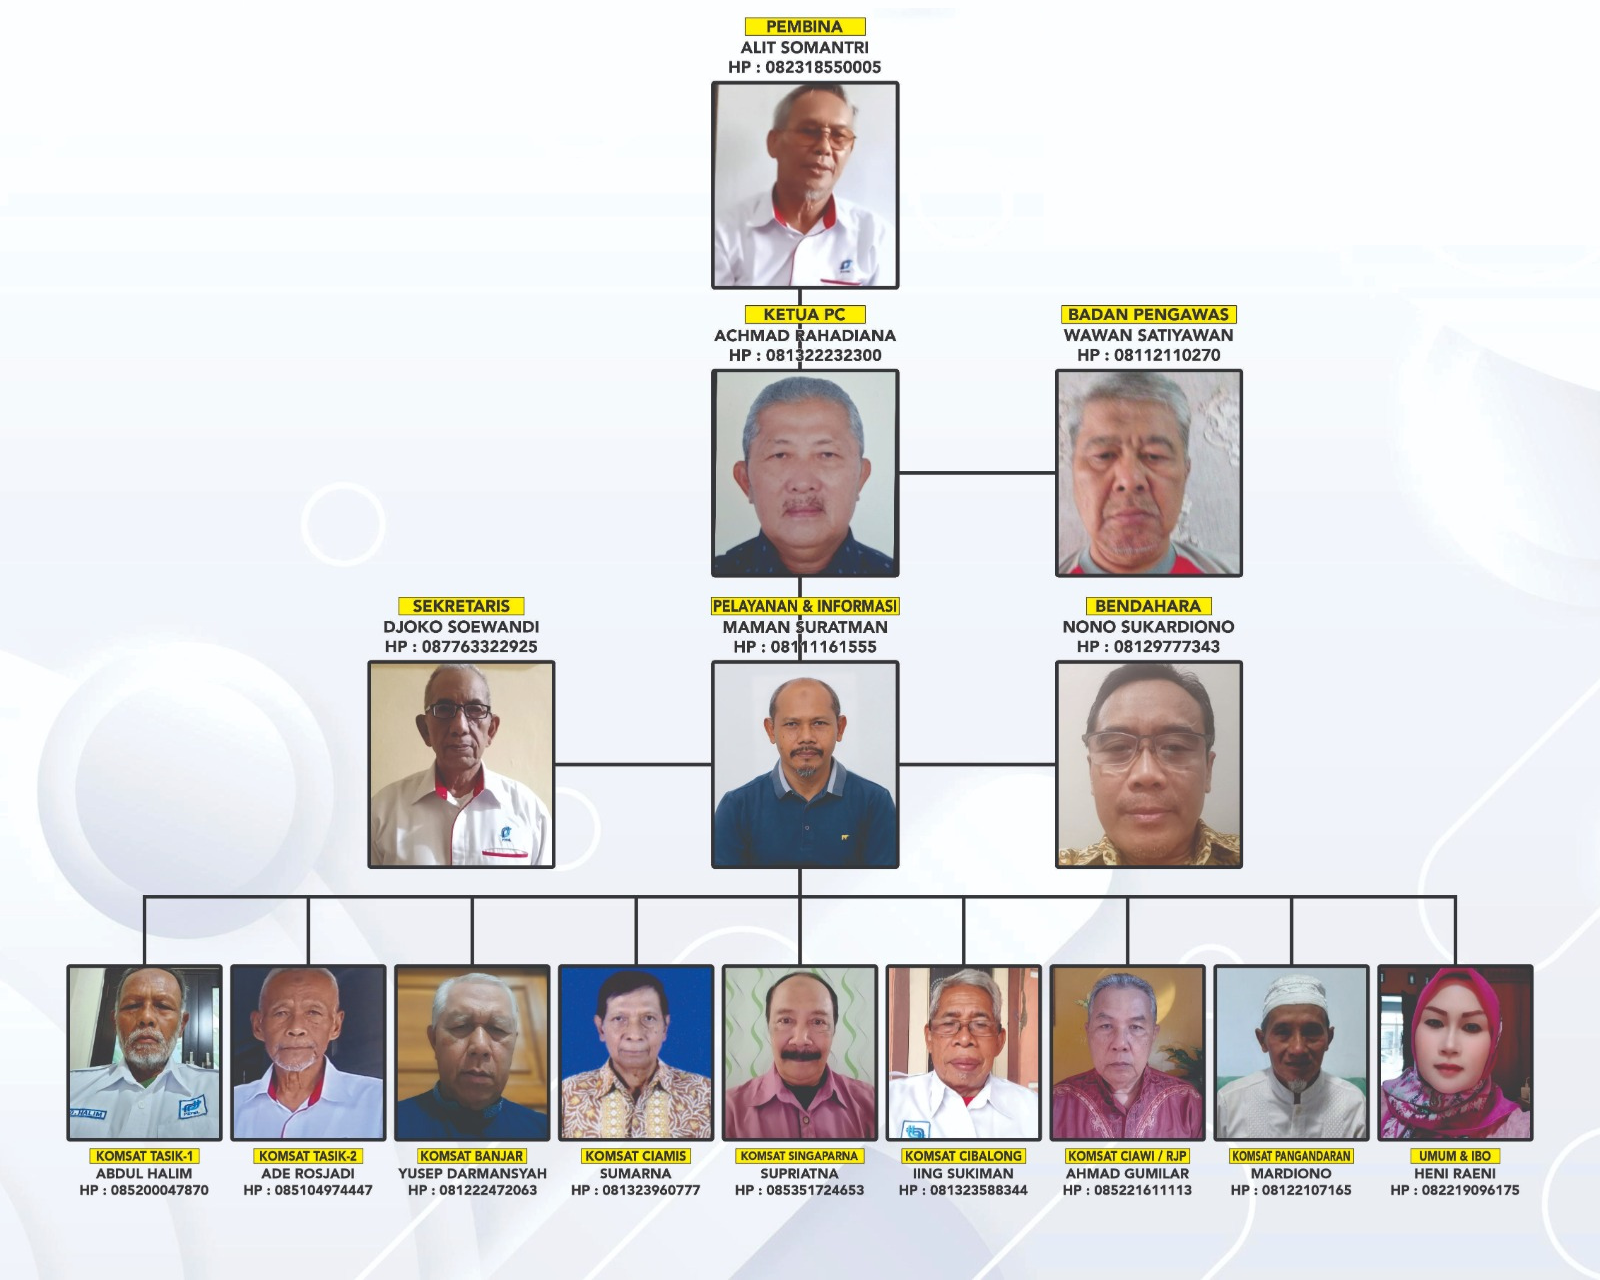 PEMBINA
ALIT SOMANTRI
HP : 082318550005
KETUA PC
ACHMAD RAHADIANA
HP : 081322232300
BADAN PENGAWAS
WAWAN SATIYAWAN
HP : 08112110270
SEKRETARIS
DJOKO SOEWANDI
HP : 087763322925
PELAYANAN & INFORMASI
MAMAN SURATMAN
HP : 08111161555
BENDAHARA
NONO SUKARDIONO
HP : 08129777343
HALIM
KOMSAT TASIK-1
ABDUL HALIM
HP : 085200047870
KOMSAT TASIK-2
ADE ROSJADI
HP : 085104974447
KOMSAT BANJAR
YUSEP DARMANSYAH
HP : 081222472063
KOMSAT CIAMIS
SUMARNA
HP : 081323960777
KOMSAT SINGAPARNA
SUPRIATNA
HP : 085351724653
KOMSAT CIBALONG
IING SUKIMAN
HP : 081323588344
KOMSAT CIAWI / RJP
AHMAD GUMILAR
HP : 085221611113
KOMSAT PANGANDARAN
MARDIONO
HP : 08122107165
UMUM & IBO
HENI RAENI
HP : 082219096175